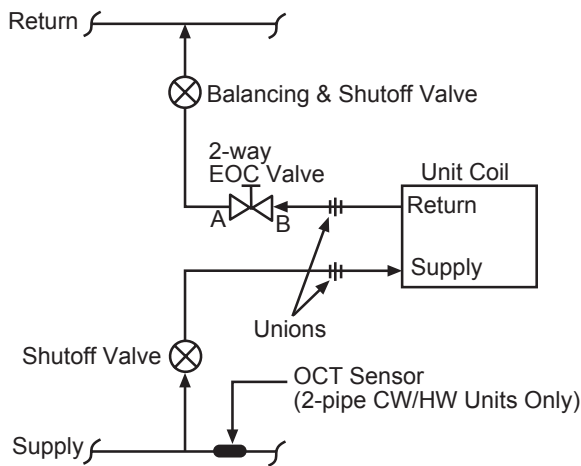 Return
Balancing & Shutoff Valve
2-way
EOC Valve
Unit Coil
A
B
Return
Supply
Unions
Shutoff Valve
OCT Sensor
(2-pipe CW/HW Units Only)
Supply